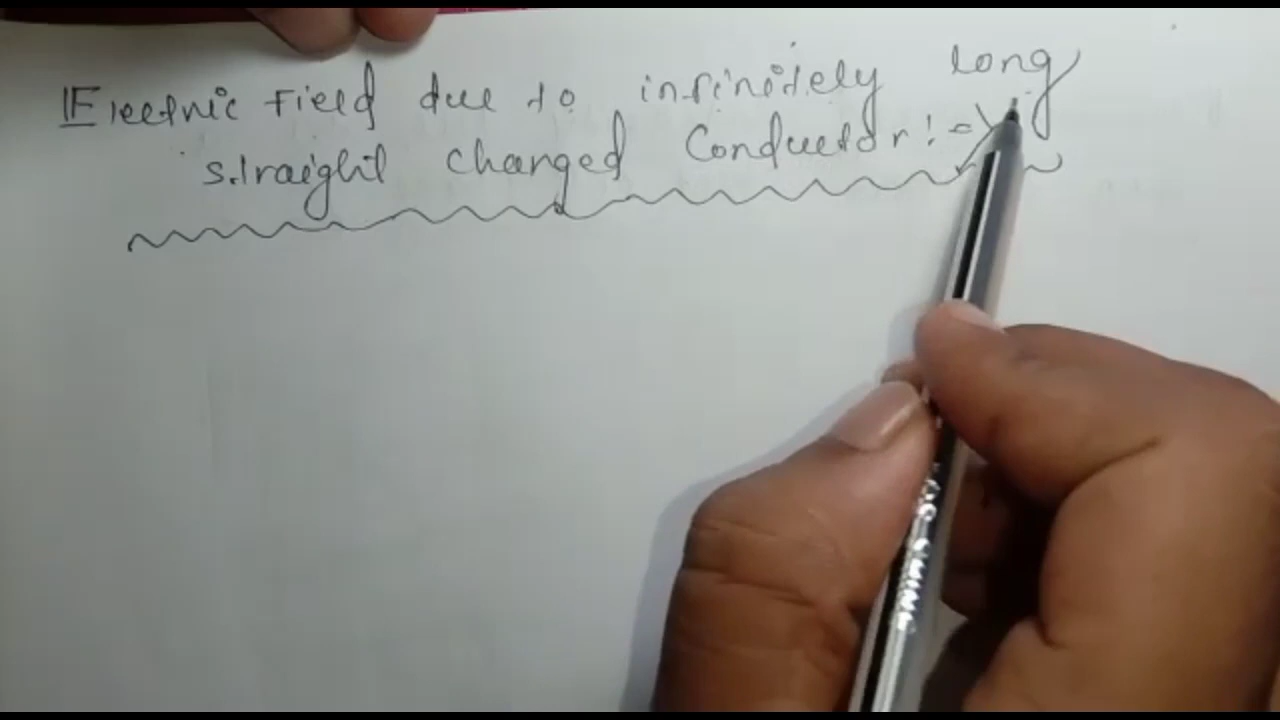 Electric Field due to infinitely long
straight charged Conductor:-